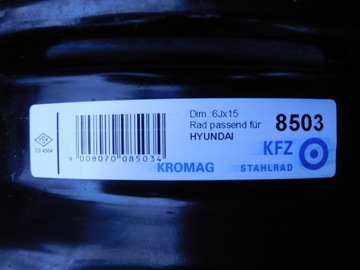 Dim.:6Jx15
Rad passend für
HYUNDAI
8503
KFZ
STAHLRAD
KROMAG
9 008070 085034